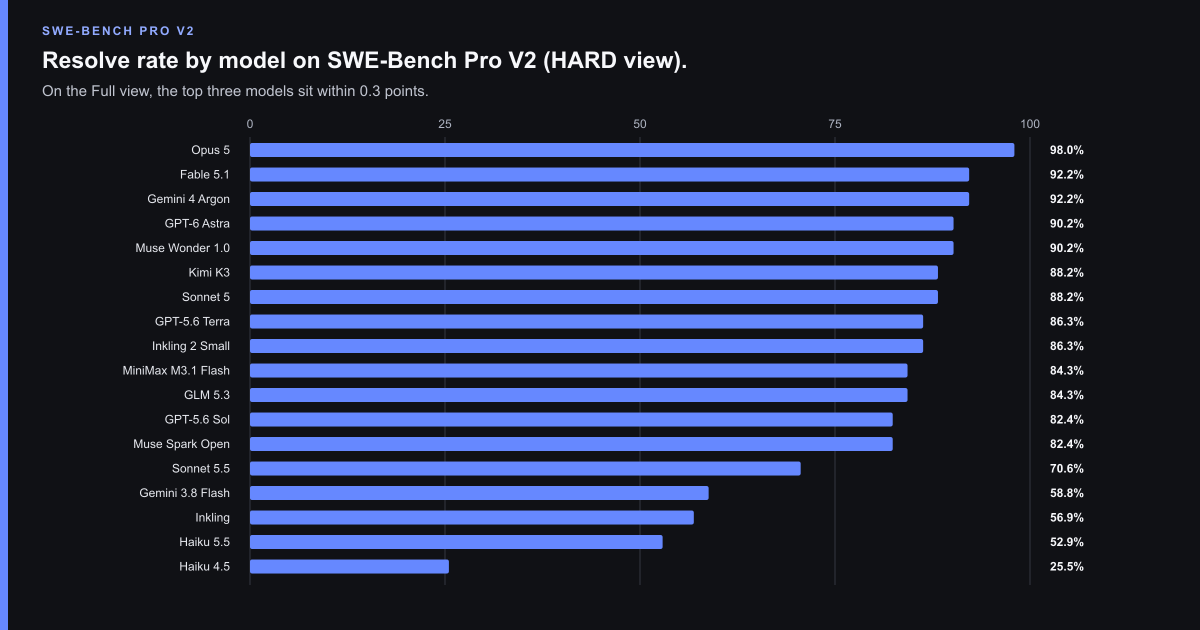 SWE-BENCH PRO V2
Resolve rate by model on SWE-Bench Pro V2 (HARD view).
On the Full view, the top three models sit within 0.3 points.
0 25 50 75 100
Opus 5 98.0%
Fable 5.1 92.2%
Gemini 4 Argon 92.2%
GPT-6 Astra 90.2%
Muse Wonder 1.0 90.2%
Kimi K3 88.2%
Sonnet 5 88.2%
GPT-5.6 Terra 86.3%
Inkling 2 Small 86.3%
MiniMax M3.1 Flash 84.3%
GLM 5.3 84.3%
GPT-5.6 Sol 82.4%
Muse Spark Open 82.4%
Sonnet 5.5 70.6%
Gemini 3.8 Flash 58.8%
Inkling 56.9%
Haiku 5.5 52.9%
Haiku 4.5 25.5%